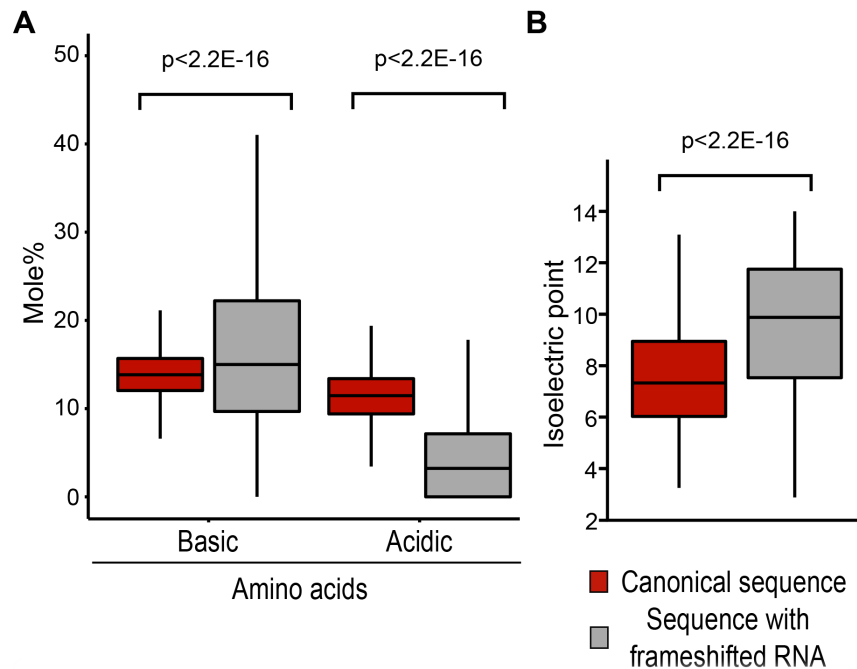 A
p<2.2E-16
p<2.2E-16
50
40
30
20
10
0
Mole%
Basic
Acidic
Amino acids
B
p<2.2E-16
14
12
10
8
6
4
2
Isoelectric point
Canonical sequence
Sequence with
frameshifted RNA